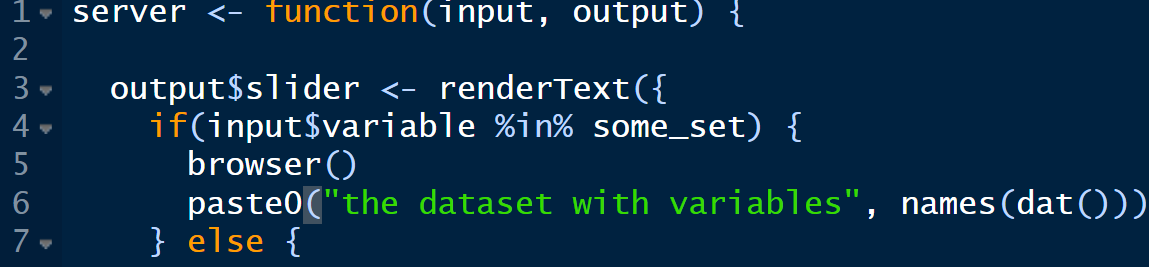 1 server <- function(input, output) {
2
3 output$slider <- renderText({
4 if(input$variable %in% some_set) {
5 browser()
6 paste0("the dataset with variables", names(dat()))
7 } else {